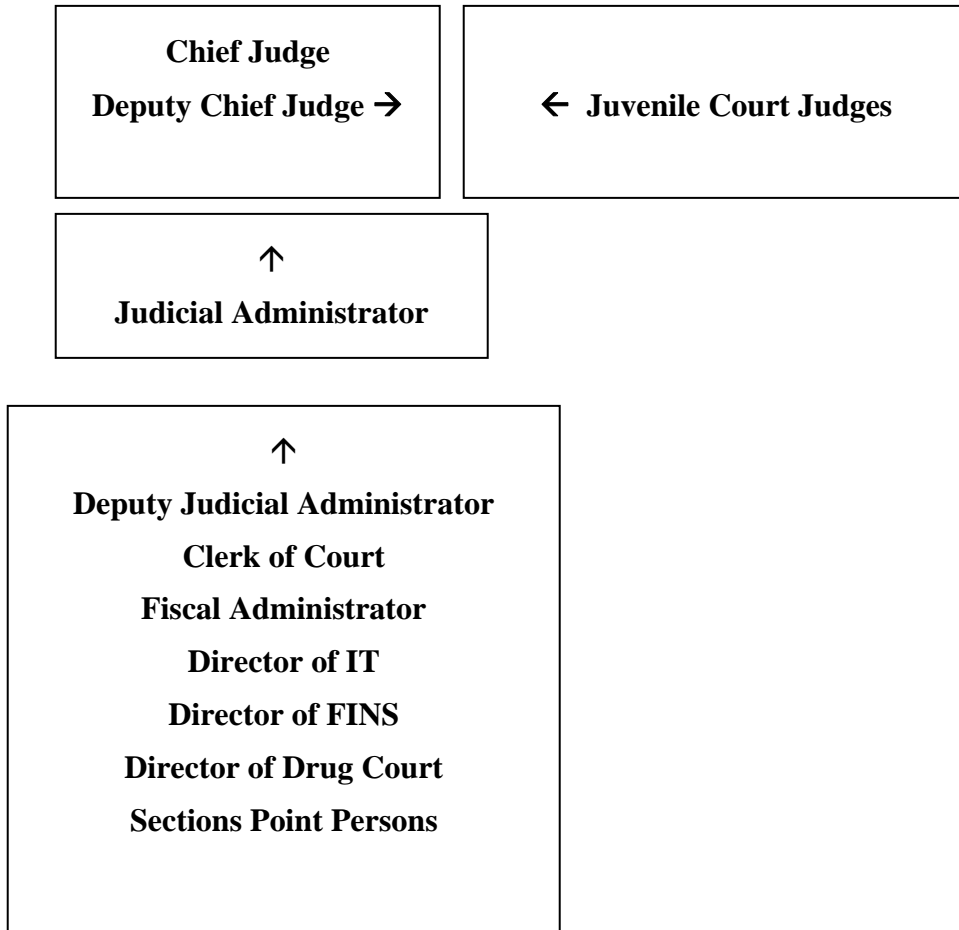 Chief Judge
Deputy Chief Judge →
← Juvenile Court Judges
↑
Judicial Administrator
↑
Deputy Judicial Administrator
Clerk of Court
Fiscal Administrator
Director of IT
Director of FINS
Director of Drug Court
Sections Point Persons